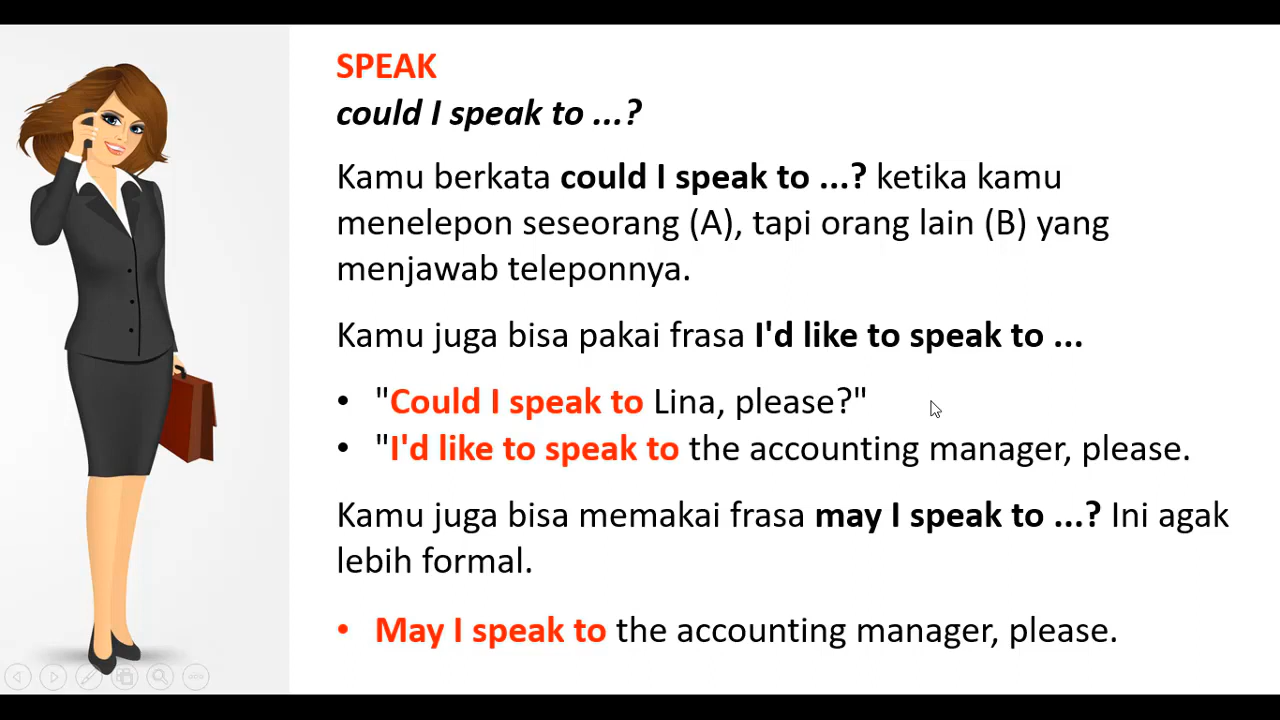 SPEAK
could I speak to ...?
Kamu berkata could I speak to ...? ketika kamu
menelepon seseorang (A), tapi orang lain (B) yang
menjawab teleponnya.
Kamu juga bisa pakai frasa I'd like to speak to ...
• "Could I speak to Lina, please?"
• "I'd like to speak to the accounting manager, please.
Kamu juga bisa memakai frasa may I speak to ...? Ini agak
lebih formal.
• May I speak to the accounting manager, please.